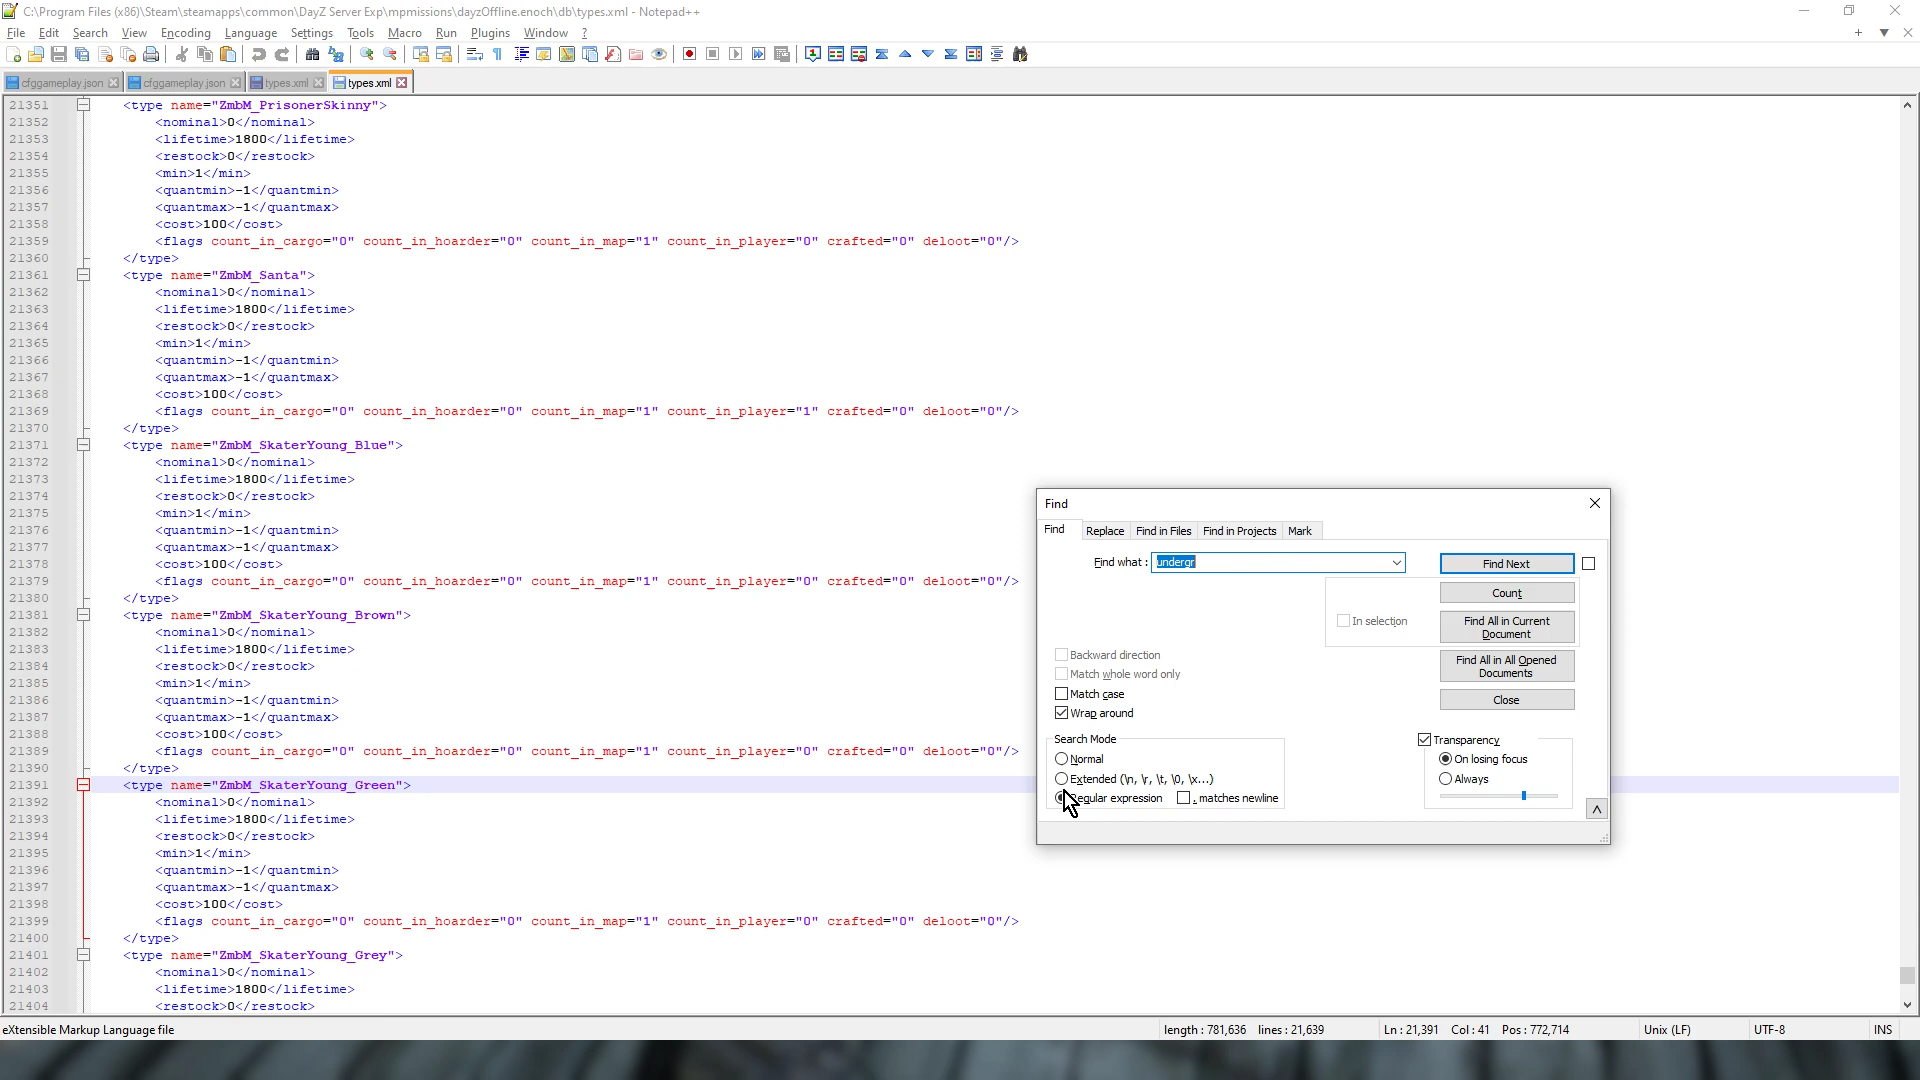 C:\Program Files (x86)\Steam\steamapps\common\DayZ Server Exp\mpmissions\dayzOffline.enoch\db\types.xml - Notepad++
File Edit Search View Encoding Language Settings Tools Macro Run Plugins Window ?
cfggameplay.json cfggameplay.json types.xml types.xml
21351 <type name="ZmbM_PrisonerSkinny">
21352 <nominal>0</nominal>
21353 <lifetime>1800</lifetime>
21354 <restock>0</restock>
21355 <min>1</min>
21356 <quantmin>-1</quantmin>
21357 <quantmax>-1</quantmax>
21358 <cost>100</cost>
21359 <flags count_in_cargo="0" count_in_hoarder="0" count_in_map="1" count_in_player="0" crafted="0" deloot="0"/>
21360 </type>
21361 <type name="ZmbM_Santa">
21362 <nominal>0</nominal>
21363 <lifetime>1800</lifetime>
21364 <restock>0</restock>
21365 <min>1</min>
21366 <quantmin>-1</quantmin>
21367 <quantmax>-1</quantmax>
21368 <cost>100</cost>
21369 <flags count_in_cargo="0" count_in_hoarder="0" count_in_map="1" count_in_player="1" crafted="0" deloot="0"/>
21370 </type>
21371 <type name="ZmbM_SkaterYoung_Blue">
21372 <nominal>0</nominal>
21373 <lifetime>1800</lifetime>
21374 <restock>0</restock>
21375 <min>1</min>
21376 <quantmin>-1</quantmin>
21377 <quantmax>-1</quantmax>
21378 <cost>100</cost>
21379 <flags count_in_cargo="0" count_in_hoarder="0" count_in_map="1" count_in_player="0" crafted="0" deloot="0"/>
21380 </type>
21381 <type name="ZmbM_SkaterYoung_Brown">
21382 <nominal>0</nominal>
21383 <lifetime>1800</lifetime>
21384 <restock>0</restock>
21385 <min>1</min>
21386 <quantmin>-1</quantmin>
21387 <quantmax>-1</quantmax>
21388 <cost>100</cost>
21389 <flags count_in_cargo="0" count_in_hoarder="0" count_in_map="1" count_in_player="0" crafted="0" deloot="0"/>
21390 </type>
21391 <type name="ZmbM_SkaterYoung_Green">
21392 <nominal>0</nominal>
21393 <lifetime>1800</lifetime>
21394 <restock>0</restock>
21395 <min>1</min>
21396 <quantmin>-1</quantmin>
21397 <quantmax>-1</quantmax>
21398 <cost>100</cost>
21399 <flags count_in_cargo="0" count_in_hoarder="0" count_in_map="1" count_in_player="0" crafted="0" deloot="0"/>
21400 </type>
21401 <type name="ZmbM_SkaterYoung_Grey">
21402 <nominal>0</nominal>
21403 <lifetime>1800</lifetime>
21404 <restock>0</restock>
Find
Find Replace Find in Files Find in Projects Mark
Find what : undergr Find Next
Count
In selection Find All in Current
Document
Backward direction Find All in All Opened
Match whole word only Documents
Match case Close
Wrap around
Search Mode Transparency
Normal On losing focus
Extended (\n, \r, \t, \0, \x...) Always
Regular expression . matches newline
eXtensible Markup Language file length : 781,636 lines : 21,639 Ln : 21,391 Col : 41 Pos : 772,714 Unix (LF) UTF-8 INS